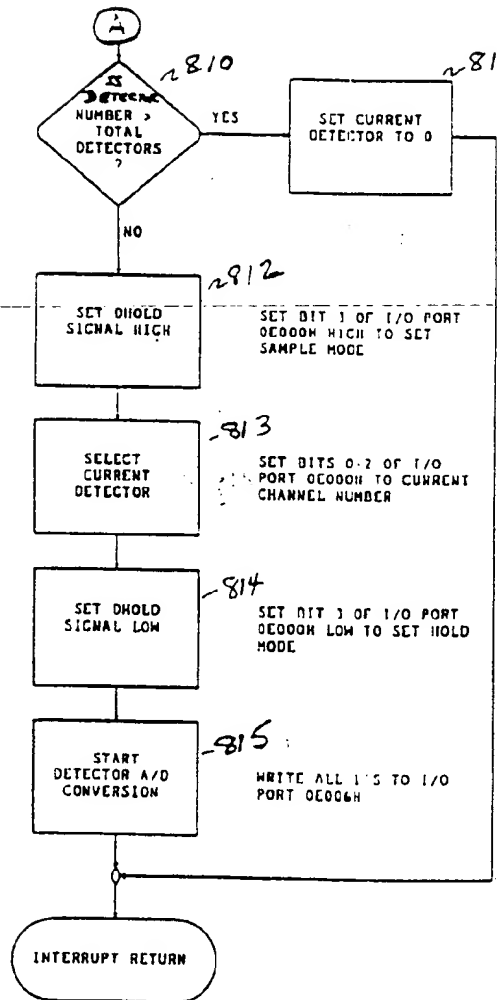 A
810
IS
DETECTOR
NUMBER >
TOTAL
DETECTORS
?
YES
81
SET CURRENT
DETECTOR TO 0
NO
812
SET DHOLD
SIGNAL HIGH
SET BIT 3 OF I/O PORT
0E000H HIGH TO SET
SAMPLE MODE
813
SELECT
CURRENT
DETECTOR
SET BITS 0-2 OF I/O
PORT 0E000H TO CURRENT
CHANNEL NUMBER
814
SET DHOLD
SIGNAL LOW
SET BIT 3 OF I/O PORT
0E000H LOW TO SET HOLD
MODE
815
START
DETECTOR A/D
CONVERSION
WRITE ALL 1'S TO I/O
PORT 0E006H
INTERRUPT RETURN